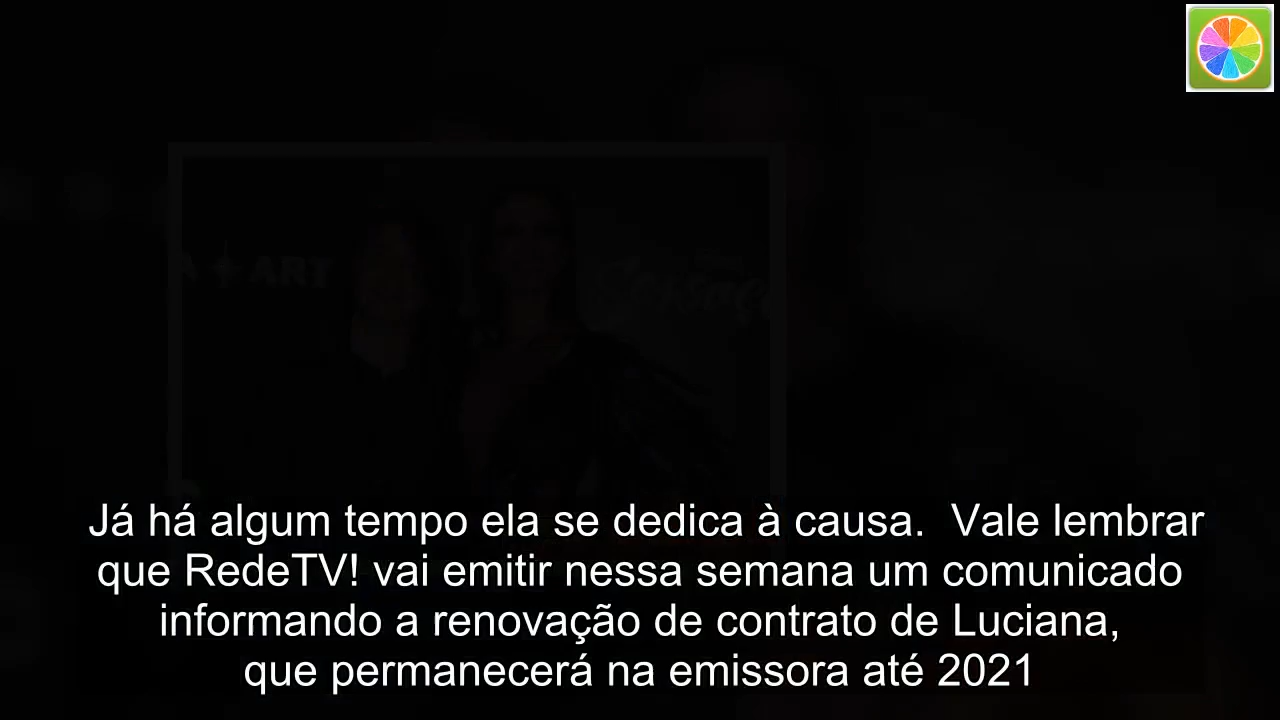 + ART
Já há algum tempo ela se dedica à causa.  Vale lembrar
que RedeTV! vai emitir nessa semana um comunicado
informando a renovação de contrato de Luciana,
que permanecerá na emissora até 2021